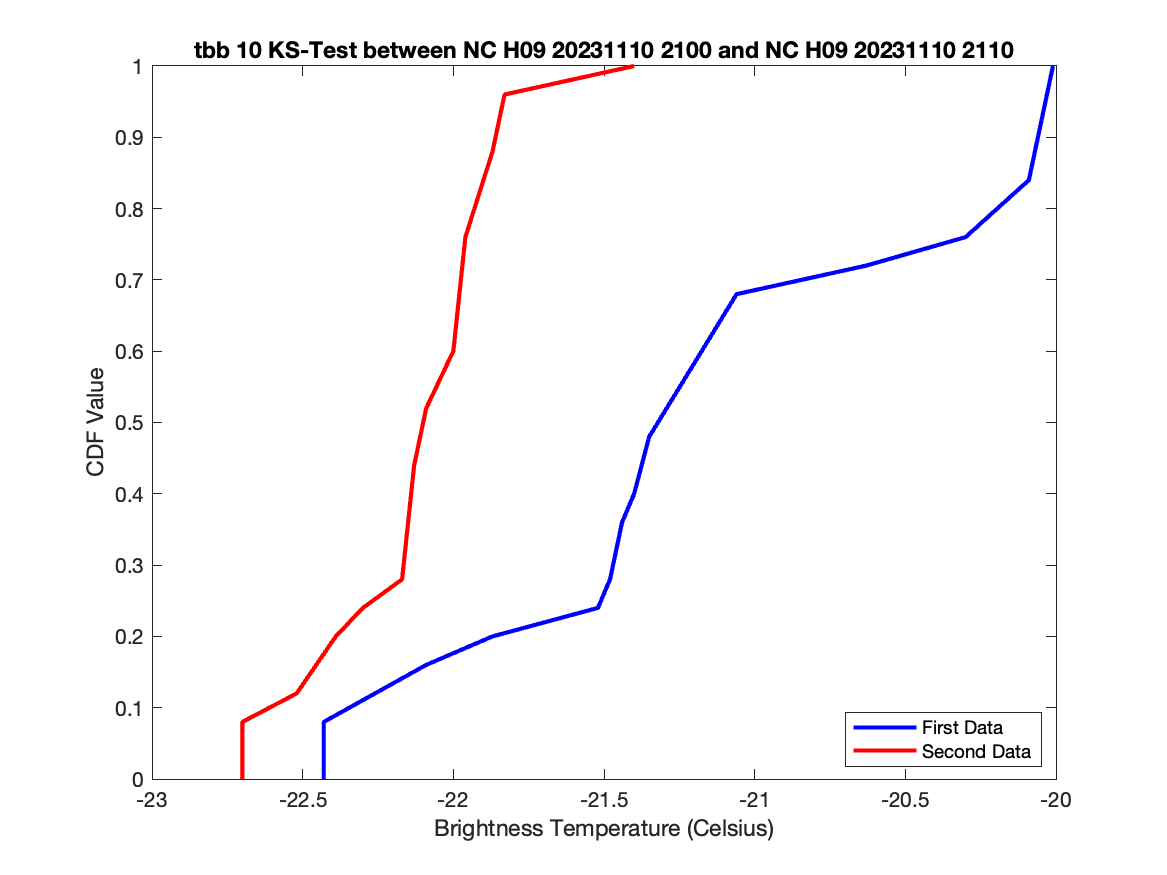 tbb 10 KS-Test between NC H09 20231110 2100 and NC H09 20231110 2110
1
0.9
0.8
0.7
0.6
0.5
0.4
0.3
0.2
0.1
0
CDF Value
First Data
Second Data
-23 -22.5 -22 -21.5 -21 -20.5 -20
Brightness Temperature (Celsius)